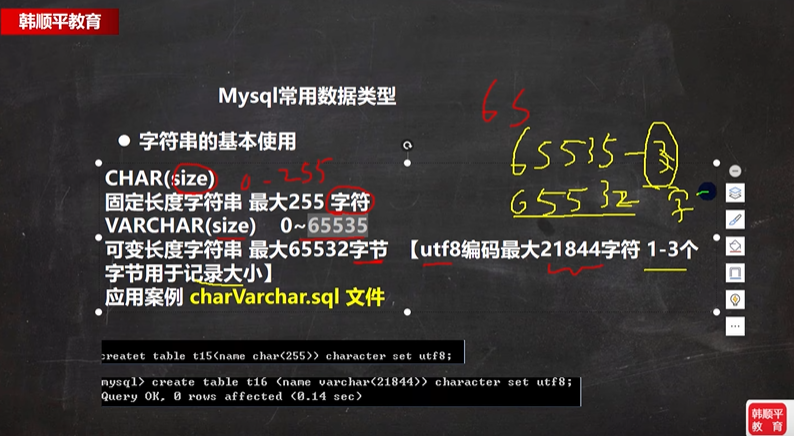 韩顺平教育
Mysql常用数据类型
65
● 字符串的基本使用
65535-3
CHAR(size) 0-255
65532 字
固定长度字符串 最大255 字符
VARCHAR(size) 0~65535
可变长度字符串 最大65532字节 【utf8编码最大21844字符 1-3个
字节用于记录大小】
应用案例 charVarchar.sql 文件
createt table t15(name char(255)) character set utf8;
mysql> create table t16 (name varchar(21844)) character set utf8;
Query OK, 0 rows affected (0.14 sec)
韩顺平
教 育